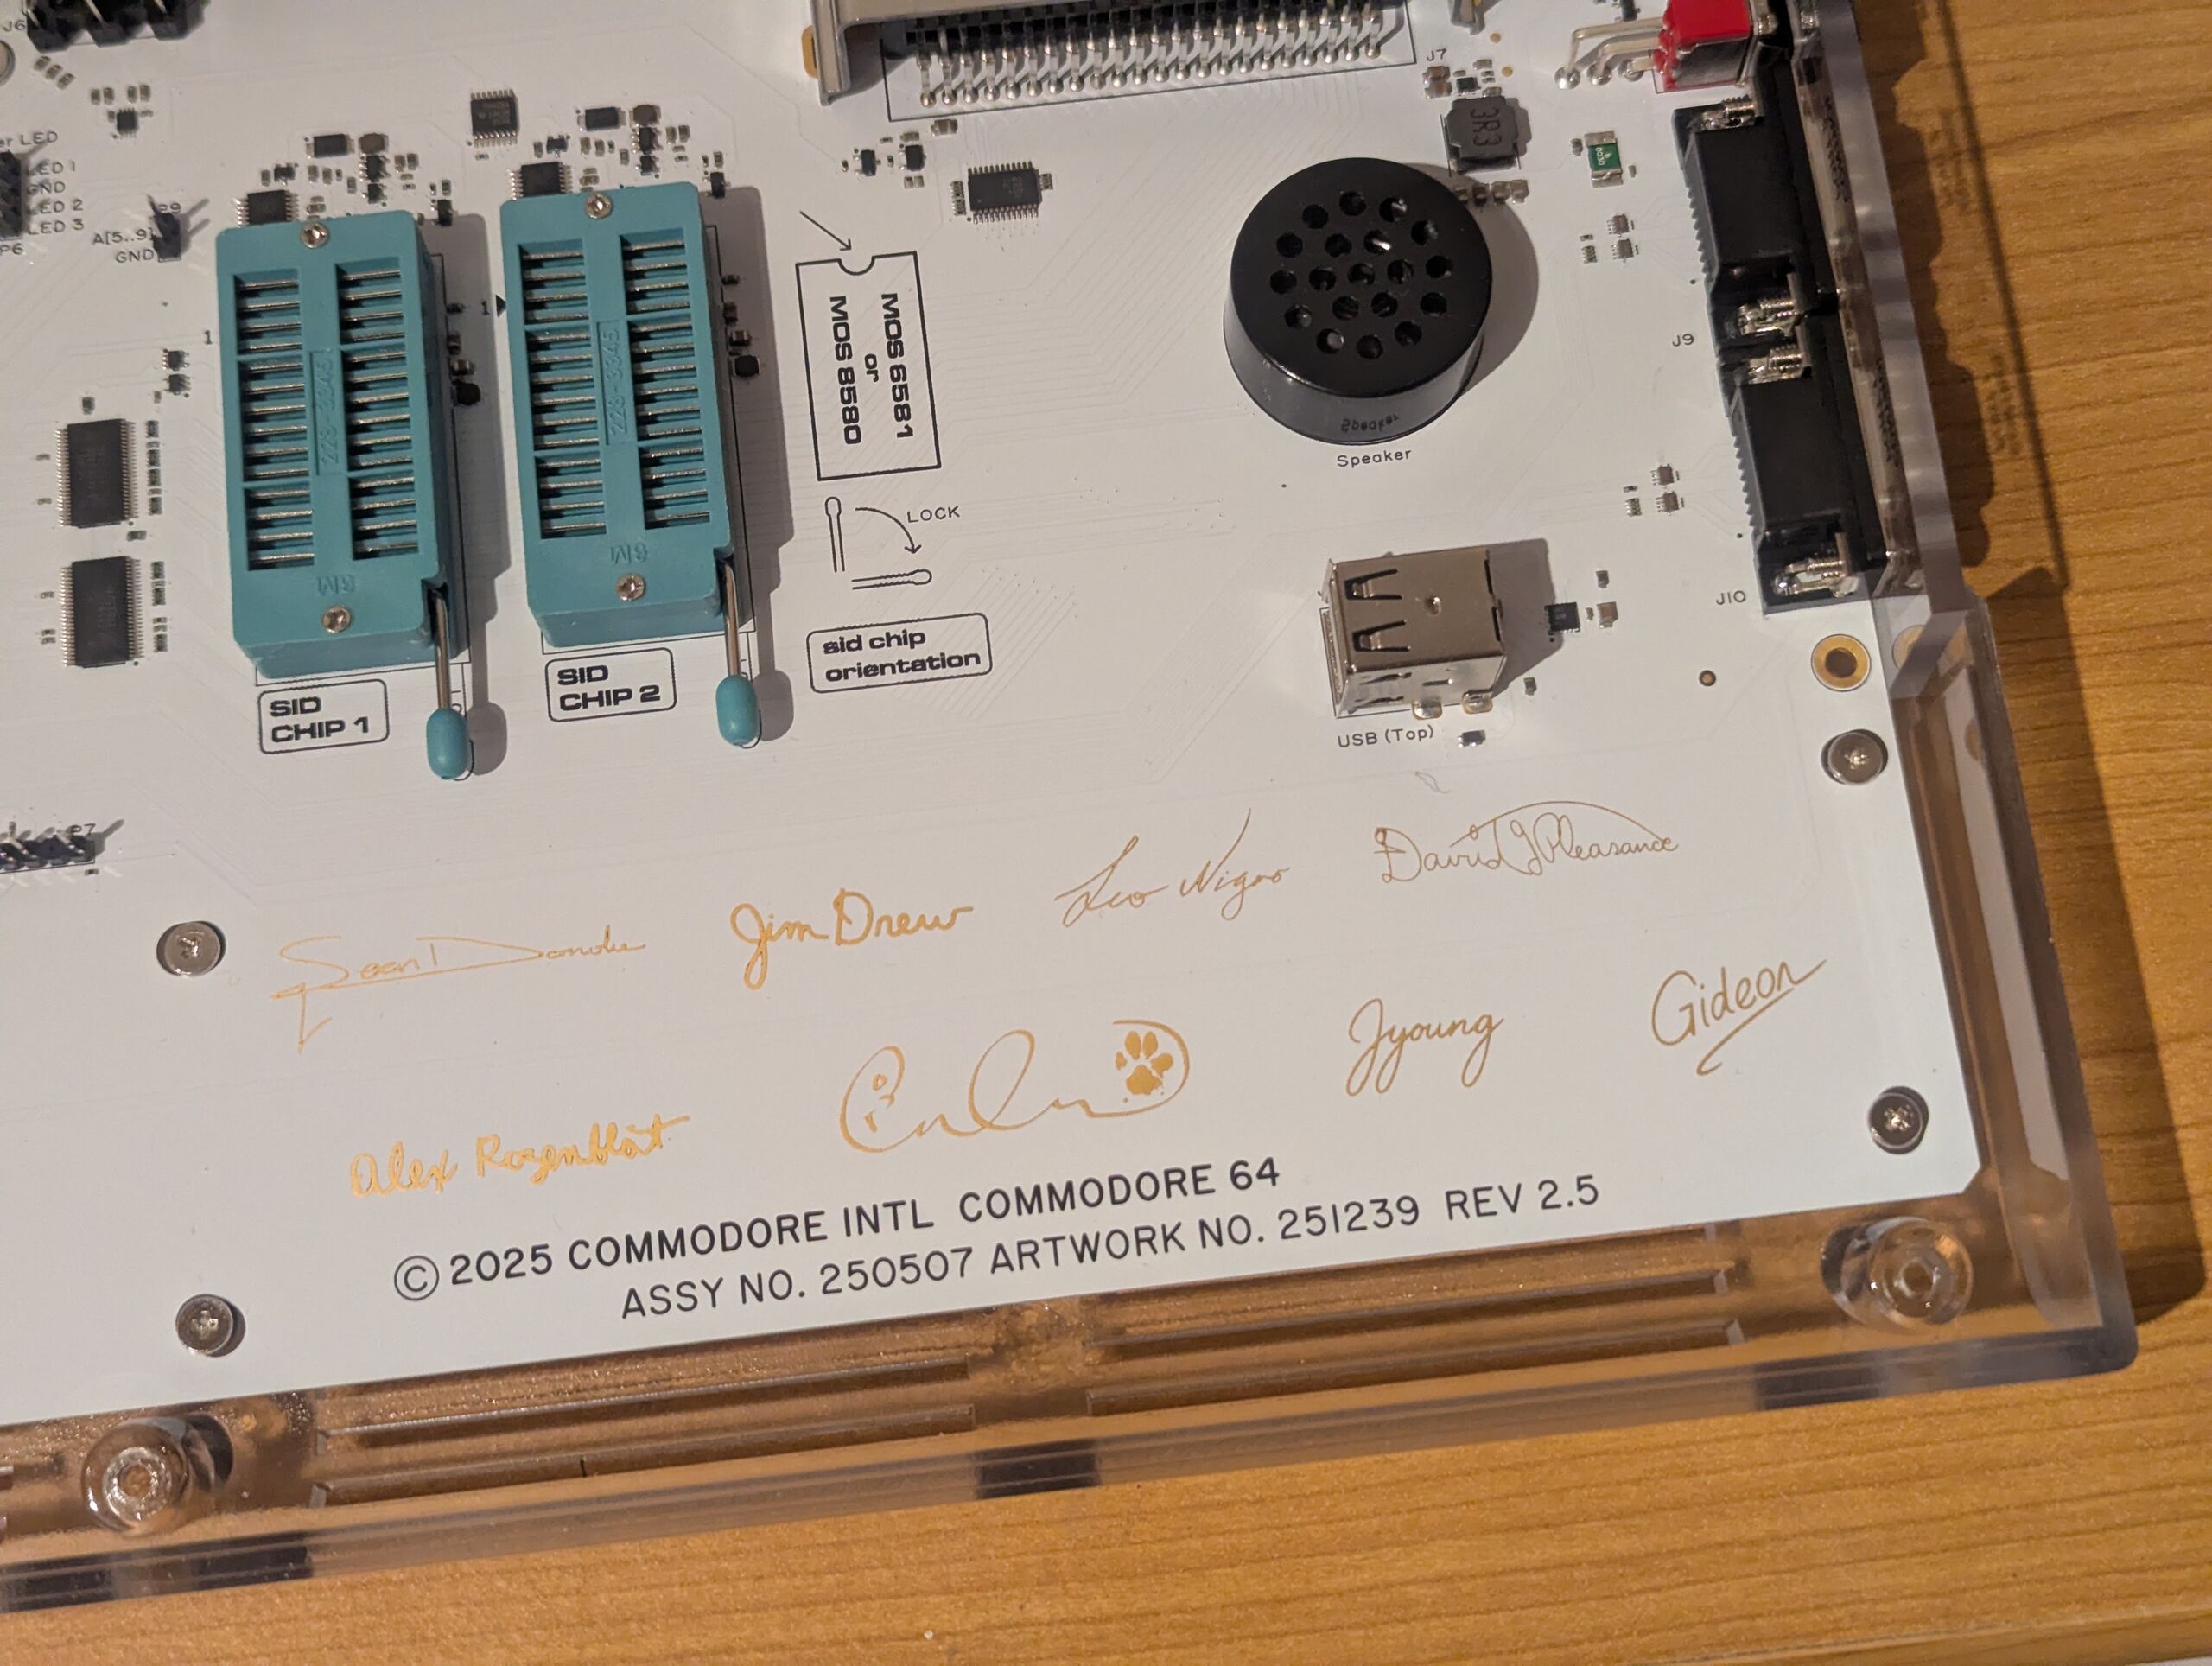 J6
J7
3R3
er LED
LED 1
GND
LED 2
LED 3
P6
P9
A[5..9]
GND
1
1
MOS 6581
or
MOS 8580
LOCK
sid chip
orientation
SID
CHIP 1
SID
CHIP 2
Speaker
Speaker
J9
J10
USB (Top)
P7
Jim Drew
Leo Nigro
David J Pleasance
Alex Rozenblat
Jyoung
Gideon
© 2025 COMMODORE INTL COMMODORE 64
ASSY NO. 250507 ARTWORK NO. 251239 REV 2.5